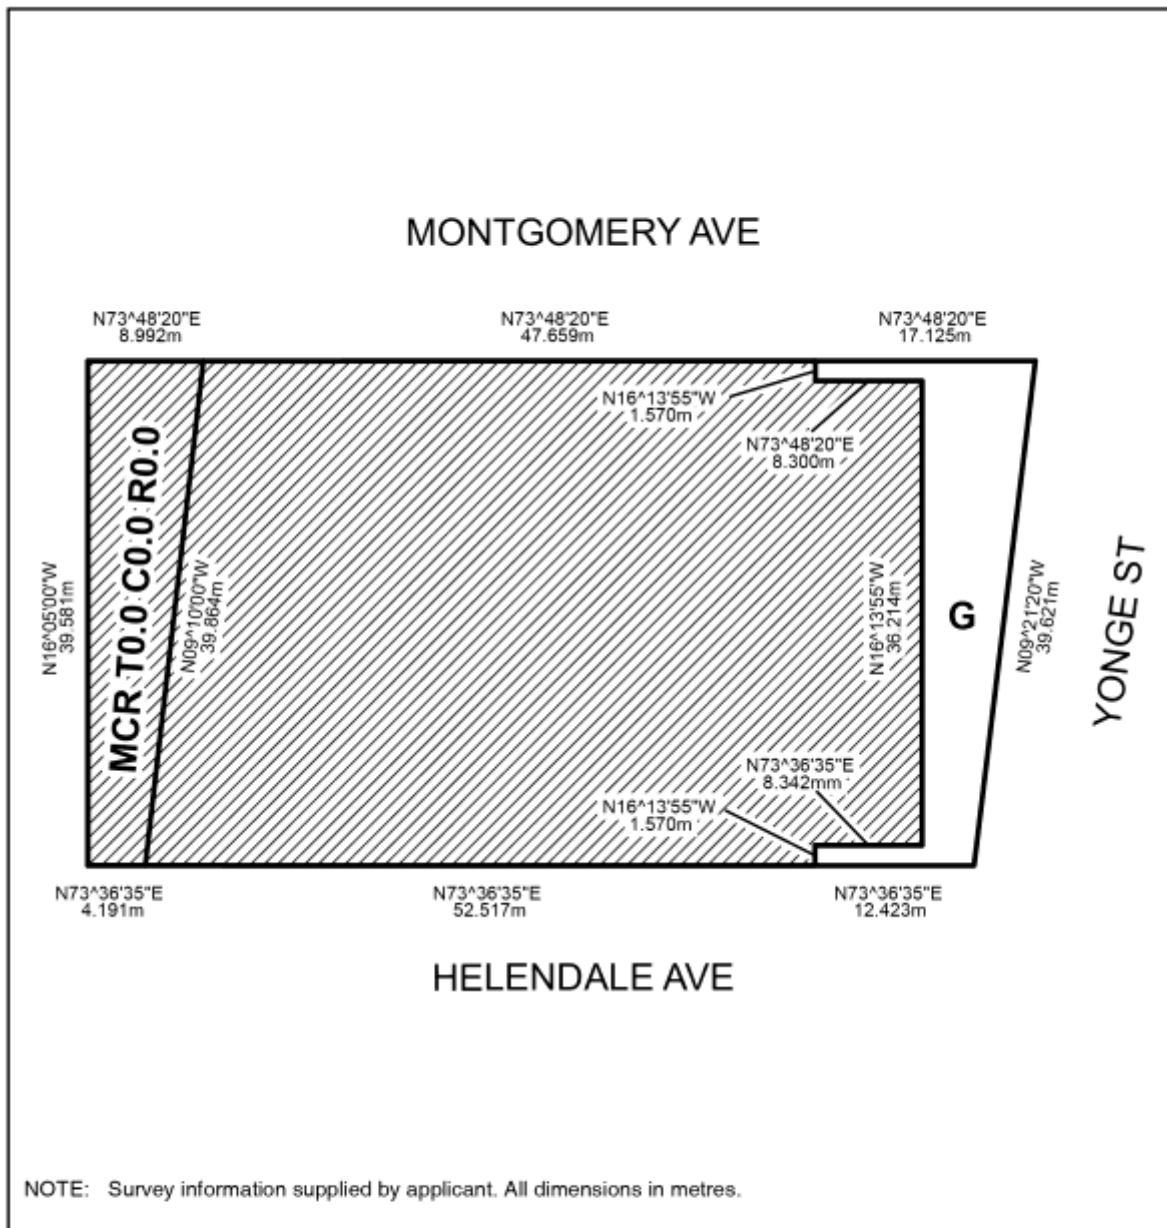 MONTGOMERY AVE
N73^48'20"E
8.992m
N73^48'20"E
47.659m
N73^48'20"E
17.125m
N16^13'55"W
1.570m
N73^48'20"E
8.300m
N16^05'00"W
39.581m
MCR T0.0 C0.0 R0.0
N09^10'00"W
39.864m
N16^13'55"W
36.214m
G
N09^21'20"W
39.621m
YONGE ST
N73^36'35"E
8.342mm
N16^13'55"W
1.570m
N73^36'35"E
4.191m
N73^36'35"E
52.517m
N73^36'35"E
12.423m
HELENDALE AVE
NOTE: Survey information supplied by applicant. All dimensions in metres.